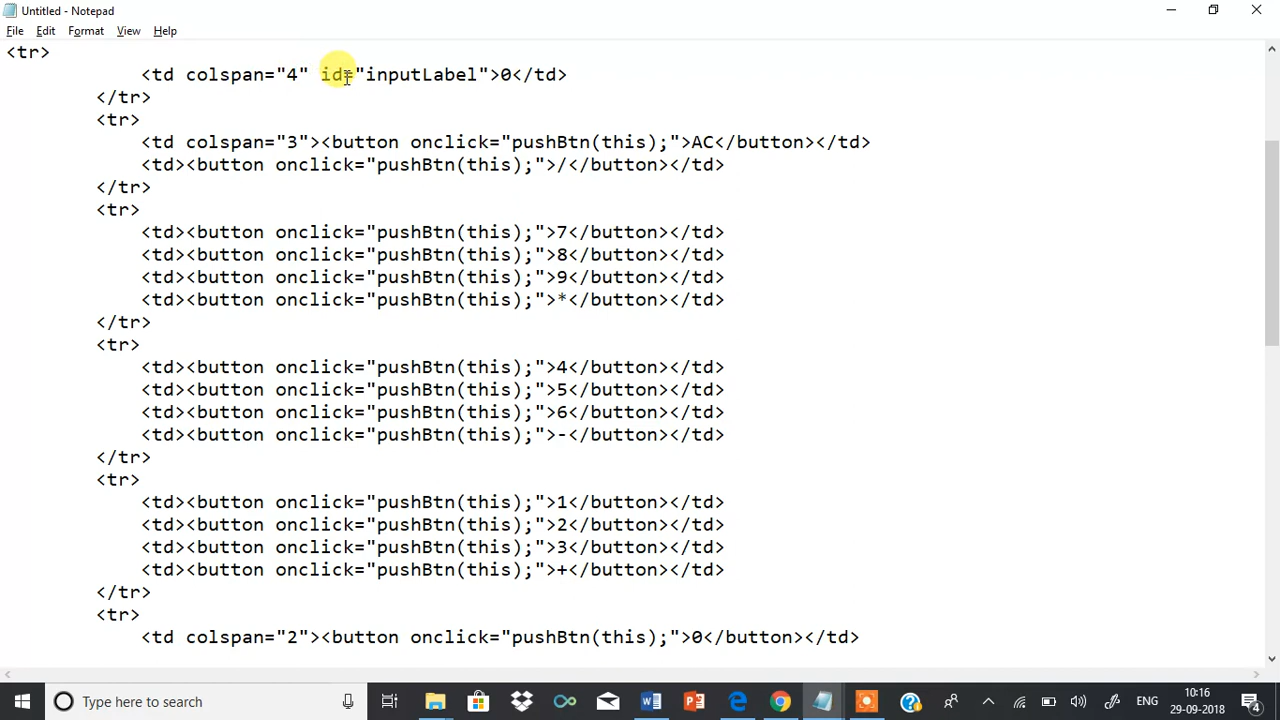 Untitled - Notepad
File Edit Format View Help
<tr>
<td colspan="4" id="inputLabel">0</td>
</tr>
<tr>
<td colspan="3"><button onclick="pushBtn(this);">AC</button></td>
<td><button onclick="pushBtn(this);">/</button></td>
</tr>
<tr>
<td><button onclick="pushBtn(this);">7</button></td>
<td><button onclick="pushBtn(this);">8</button></td>
<td><button onclick="pushBtn(this);">9</button></td>
<td><button onclick="pushBtn(this);">*</button></td>
</tr>
<tr>
<td><button onclick="pushBtn(this);">4</button></td>
<td><button onclick="pushBtn(this);">5</button></td>
<td><button onclick="pushBtn(this);">6</button></td>
<td><button onclick="pushBtn(this);">-</button></td>
</tr>
<tr>
<td><button onclick="pushBtn(this);">1</button></td>
<td><button onclick="pushBtn(this);">2</button></td>
<td><button onclick="pushBtn(this);">3</button></td>
<td><button onclick="pushBtn(this);">+</button></td>
</tr>
<tr>
<td colspan="2"><button onclick="pushBtn(this);">0</button></td>
Type here to search
ENG
10:16
29-09-2018
4